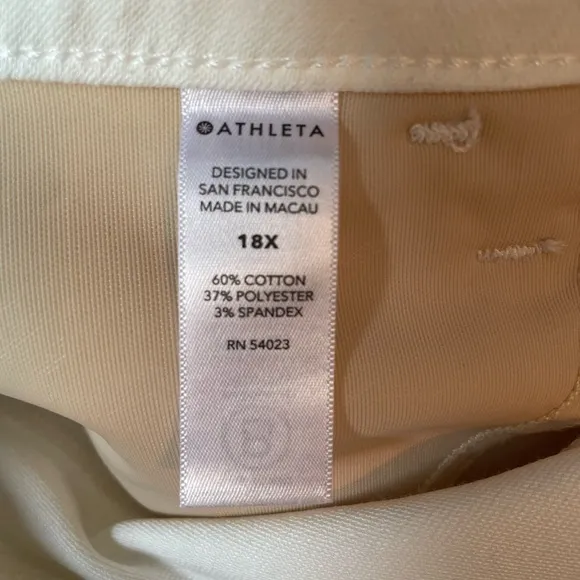 ATHLETA
DESIGNED IN
SAN FRANCISCO
MADE IN MACAU
18X
60% COTTON
37% POLYESTER
3% SPANDEX
RN 54023